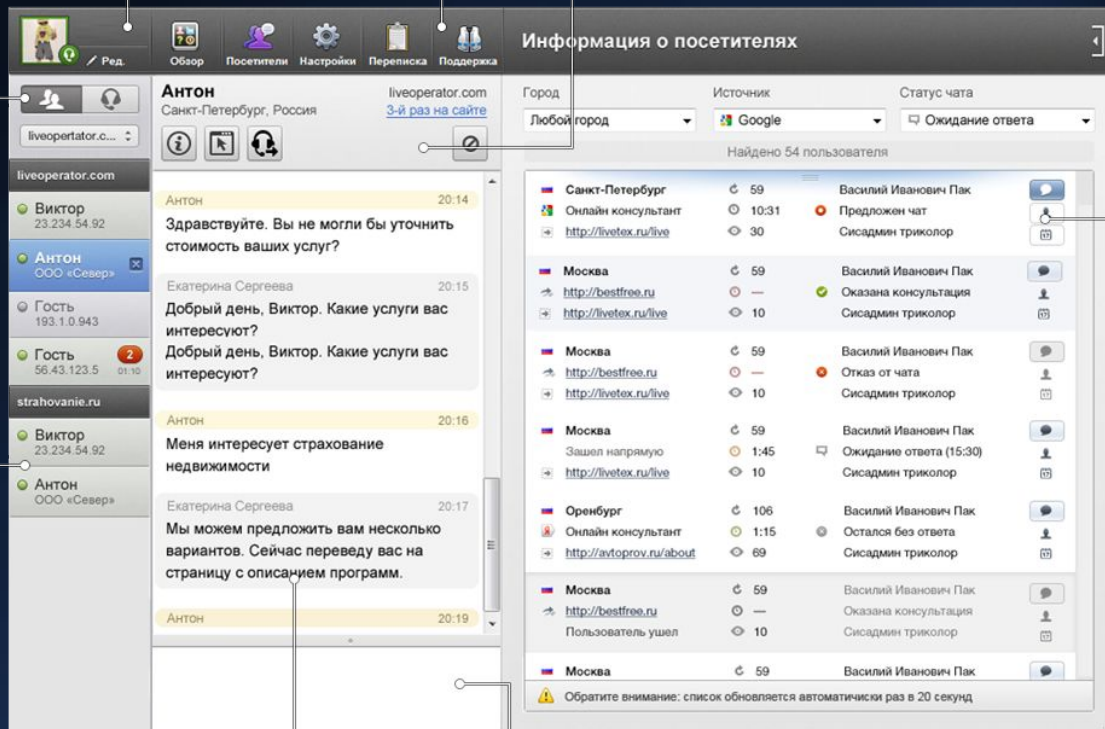 Ред.
Обзор
Посетители
Настройки
Переписка
Поддержка
Информация о посетителях
liveopertator.c...
liveoperator.com
Виктор
23.234.54.92
Антон
ООО «Север»
Гость
193.1.0.943
Гость
2
56.43.123.5
01:10
strahovanie.ru
Виктор
23.234.54.92
Антон
ООО «Север»
Антон
liveoperator.com
Санкт-Петербург, Россия
3-й раз на сайте
Антон 20:14
Здравствуйте. Вы не могли бы уточнить
стоимость ваших услуг?
Екатерина Сергеева 20:15
Добрый день, Виктор. Какие услуги вас
интересуют?
Добрый день, Виктор. Какие услуги вас
интересуют?
Антон 20:16
Меня интересует страхование
недвижимости
Екатерина Сергеева 20:17
Мы можем предложить вам несколько
вариантов. Сейчас переведу вас на
страницу с описанием программ.
Антон 20:19
Город Источник Статус чата
Любой город Google Ожидание ответа
Найдено 54 пользователя
Санкт-Петербург 59 Василий Иванович Пак
Онлайн консультант 10:31 Предложен чат
http://livetex.ru/live 30 Сисадмин триколор
Москва 59 Василий Иванович Пак
http://bestfree.ru — Оказана консультация
http://livetex.ru/live 10 Сисадмин триколор
Москва 59 Василий Иванович Пак
http://bestfree.ru — Отказ от чата
http://livetex.ru/live 10 Сисадмин триколор
Москва 59 Василий Иванович Пак
Зашел напрямую 1:45 Ожидание ответа (15:30)
http://livetex.ru/live 10 Сисадмин триколор
Оренбург 106 Василий Иванович Пак
Онлайн консультант 1:15 Остался без ответа
http://avtoprov.ru/about 69 Сисадмин триколор
Москва 59 Василий Иванович Пак
http://bestfree.ru — Оказана консультация
Пользователь ушел 10 Сисадмин триколор
Москва 59 Василий Иванович Пак
Обратите внимание: список обновляется автоматичиски раз в 20 секунд